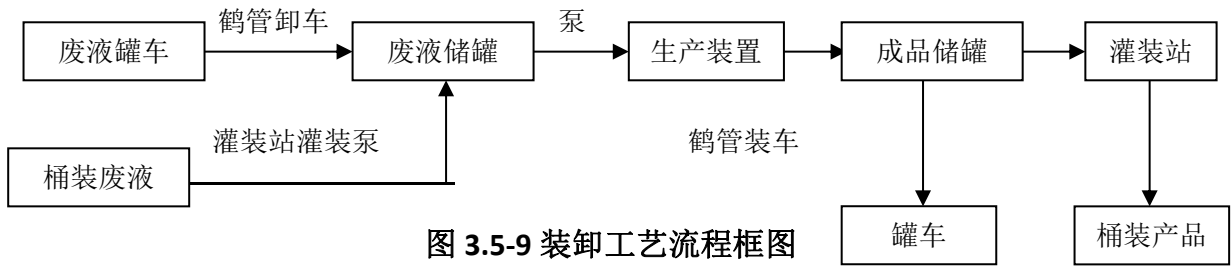 鹤管卸车
泵
废液罐车
废液储罐
生产装置
成品储罐
灌装站
灌装站灌装泵
鹤管装车
桶装废液
图 3.5-9 装卸工艺流程框图
罐车
桶装产品